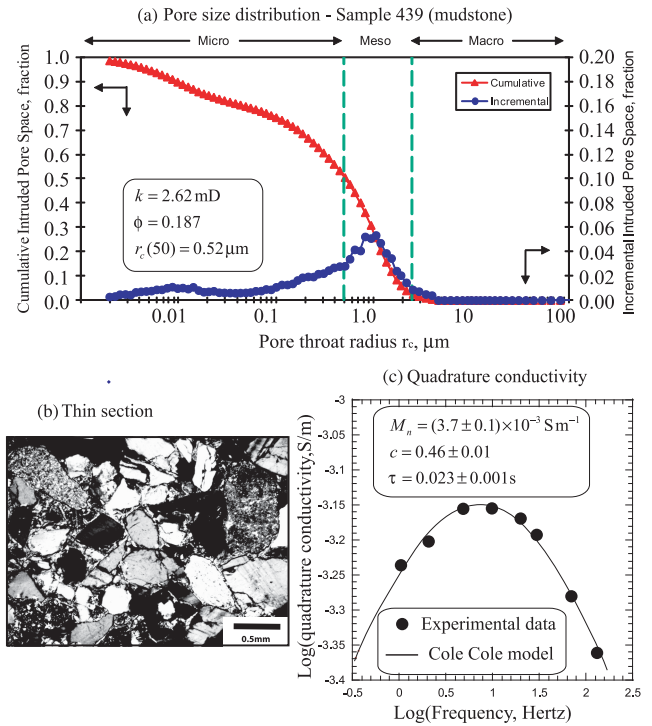 (a) Pore size distribution - Sample 439 (mudstone)
Micro Meso Macro
Cumulative Intruded Pore Space, fraction
1.0
0.9
0.8
0.7
0.6
0.5
0.4
0.3
0.2
0.1
0.0
k = 2.62 mD
ϕ = 0.187
r_c (50) = 0.52 μm
Cumulative
Incremental
0.20
0.18
0.16
0.14
0.12
0.10
0.08
0.06
0.04
0.02
0.00
Incremental Intruded Pore Space, fraction
0.01 0.1 1.0 10 100
Pore throat radius r_c, μm
(b) Thin section
0.5mm
(c) Quadrature conductivity
Log(quadrature conductivity,S/m)
-3
-3.05
-3.1
-3.15
-3.2
-3.25
-3.3
-3.35
-3.4
M_n = (3.7 ± 0.1) × 10⁻³ S m⁻¹
c = 0.46 ± 0.01
τ = 0.023 ± 0.001s
Experimental data
Cole Cole model
-0.5 0 0.5 1 1.5 2 2.5
Log(Frequency, Hertz)